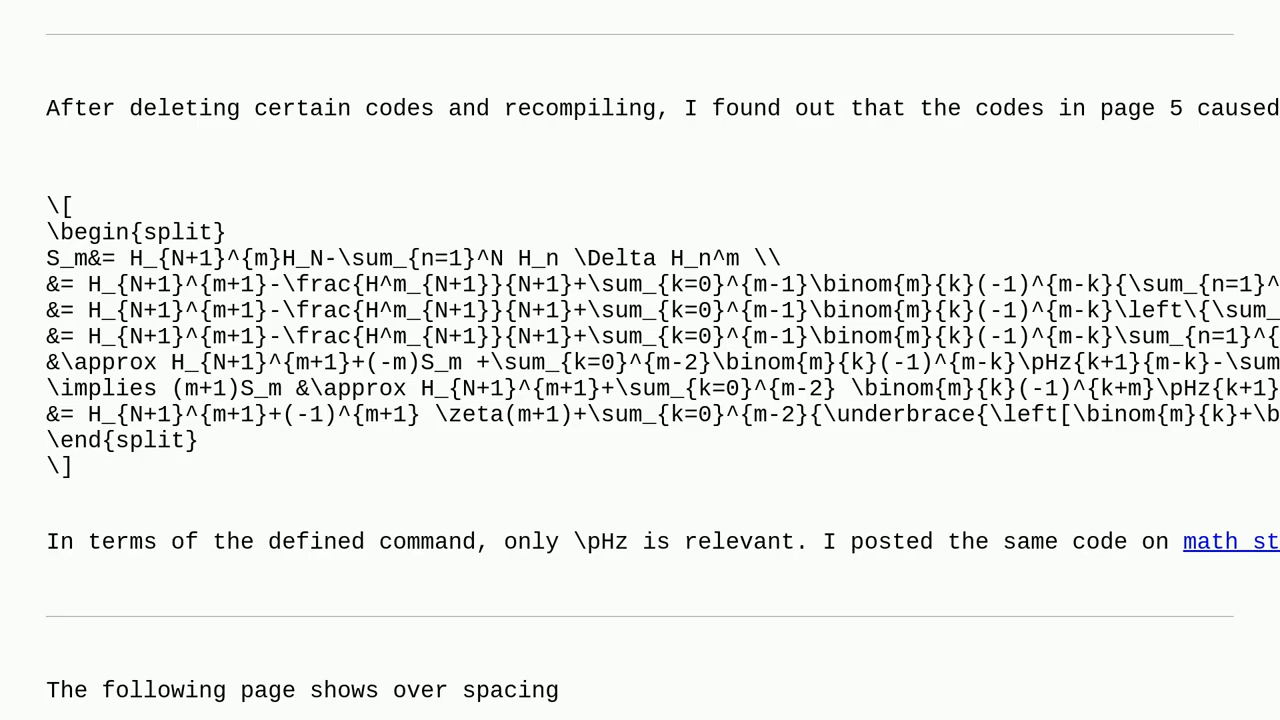 After deleting certain codes and recompiling, I found out that the codes in page 5 caused
\[
\begin{split}
S_m&= H_{N+1}^{m}H_N-\sum_{n=1}^N H_n \Delta H_n^m \\
&= H_{N+1}^{m+1}-\frac{H^m_{N+1}}{N+1}+\sum_{k=0}^{m-1}\binom{m}{k}(-1)^{m-k}{\sum_{n=1}^
&= H_{N+1}^{m+1}-\frac{H^m_{N+1}}{N+1}+\sum_{k=0}^{m-1}\binom{m}{k}(-1)^{m-k}\left\{\sum_
&= H_{N+1}^{m+1}-\frac{H^m_{N+1}}{N+1}+\sum_{k=0}^{m-1}\binom{m}{k}(-1)^{m-k}\sum_{n=1}^{
&\approx H_{N+1}^{m+1}+(-m)S_m +\sum_{k=0}^{m-2}\binom{m}{k}(-1)^{m-k}\pHz{k+1}{m-k}-\sum
\implies (m+1)S_m &\approx H_{N+1}^{m+1}+\sum_{k=0}^{m-2} \binom{m}{k}(-1)^{k+m}\pHz{k+1}
&= H_{N+1}^{m+1}+(-1)^{m+1} \zeta(m+1)+\sum_{k=0}^{m-2}{\underbrace{\left[\binom{m}{k}+\b
\end{split}
\]
In terms of the defined command, only \pHz is relevant. I posted the same code on math st
The following page shows over spacing